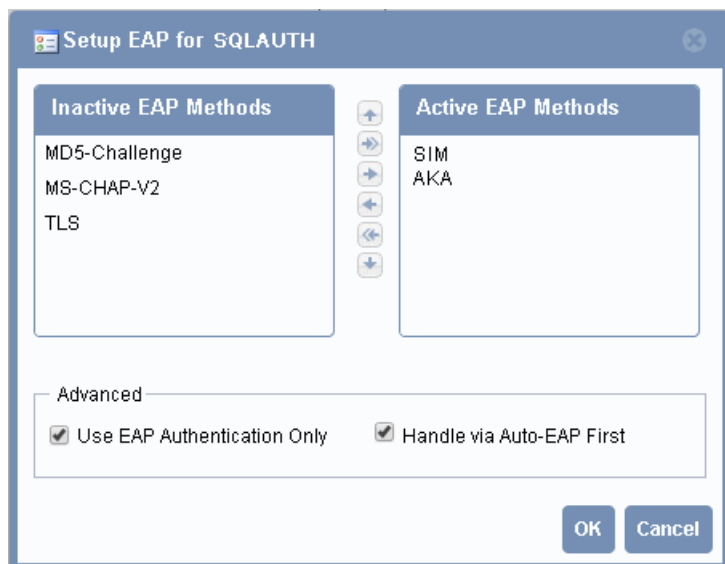 Setup EAP for SQLAUTH
Inactive EAP Methods
MD5-Challenge
MS-CHAP-V2
TLS
Active EAP Methods
SIM
AKA
Advanced
Use EAP Authentication Only
Handle via Auto-EAP First
OK
Cancel